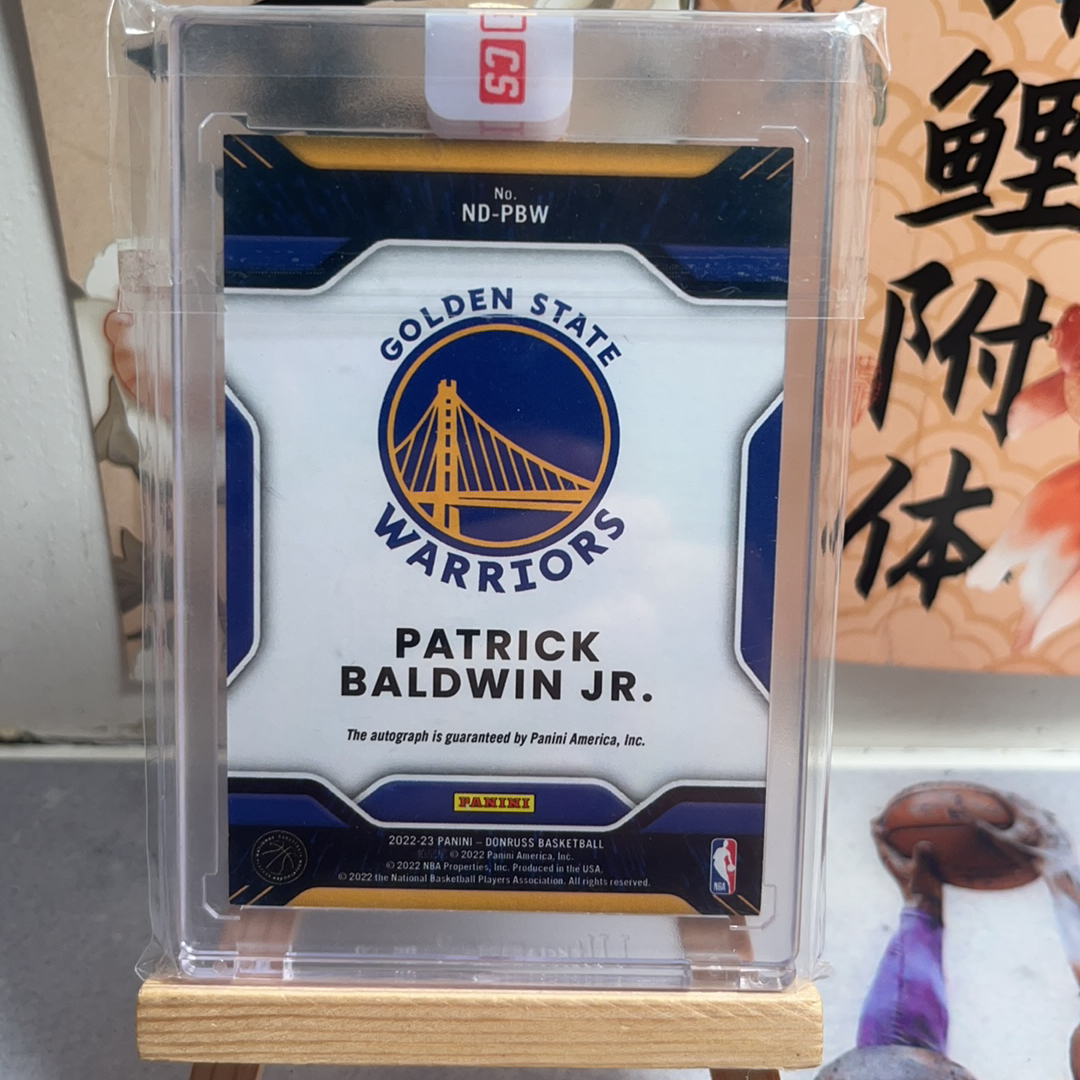 CS
No.
ND-PBW
GOLDEN STATE
WARRIORS
PATRICK
BALDWIN JR.
The autograph is guaranteed by Panini America, Inc.
PANINI
2022-23 PANINI – DONRUSS BASKETBALL
© 2022 Panini America, Inc.
© 2022 NBA Properties, Inc. Produced in the USA.
© 2022 the National Basketball Players Association. All rights reserved.
NBA
鲤
附
体